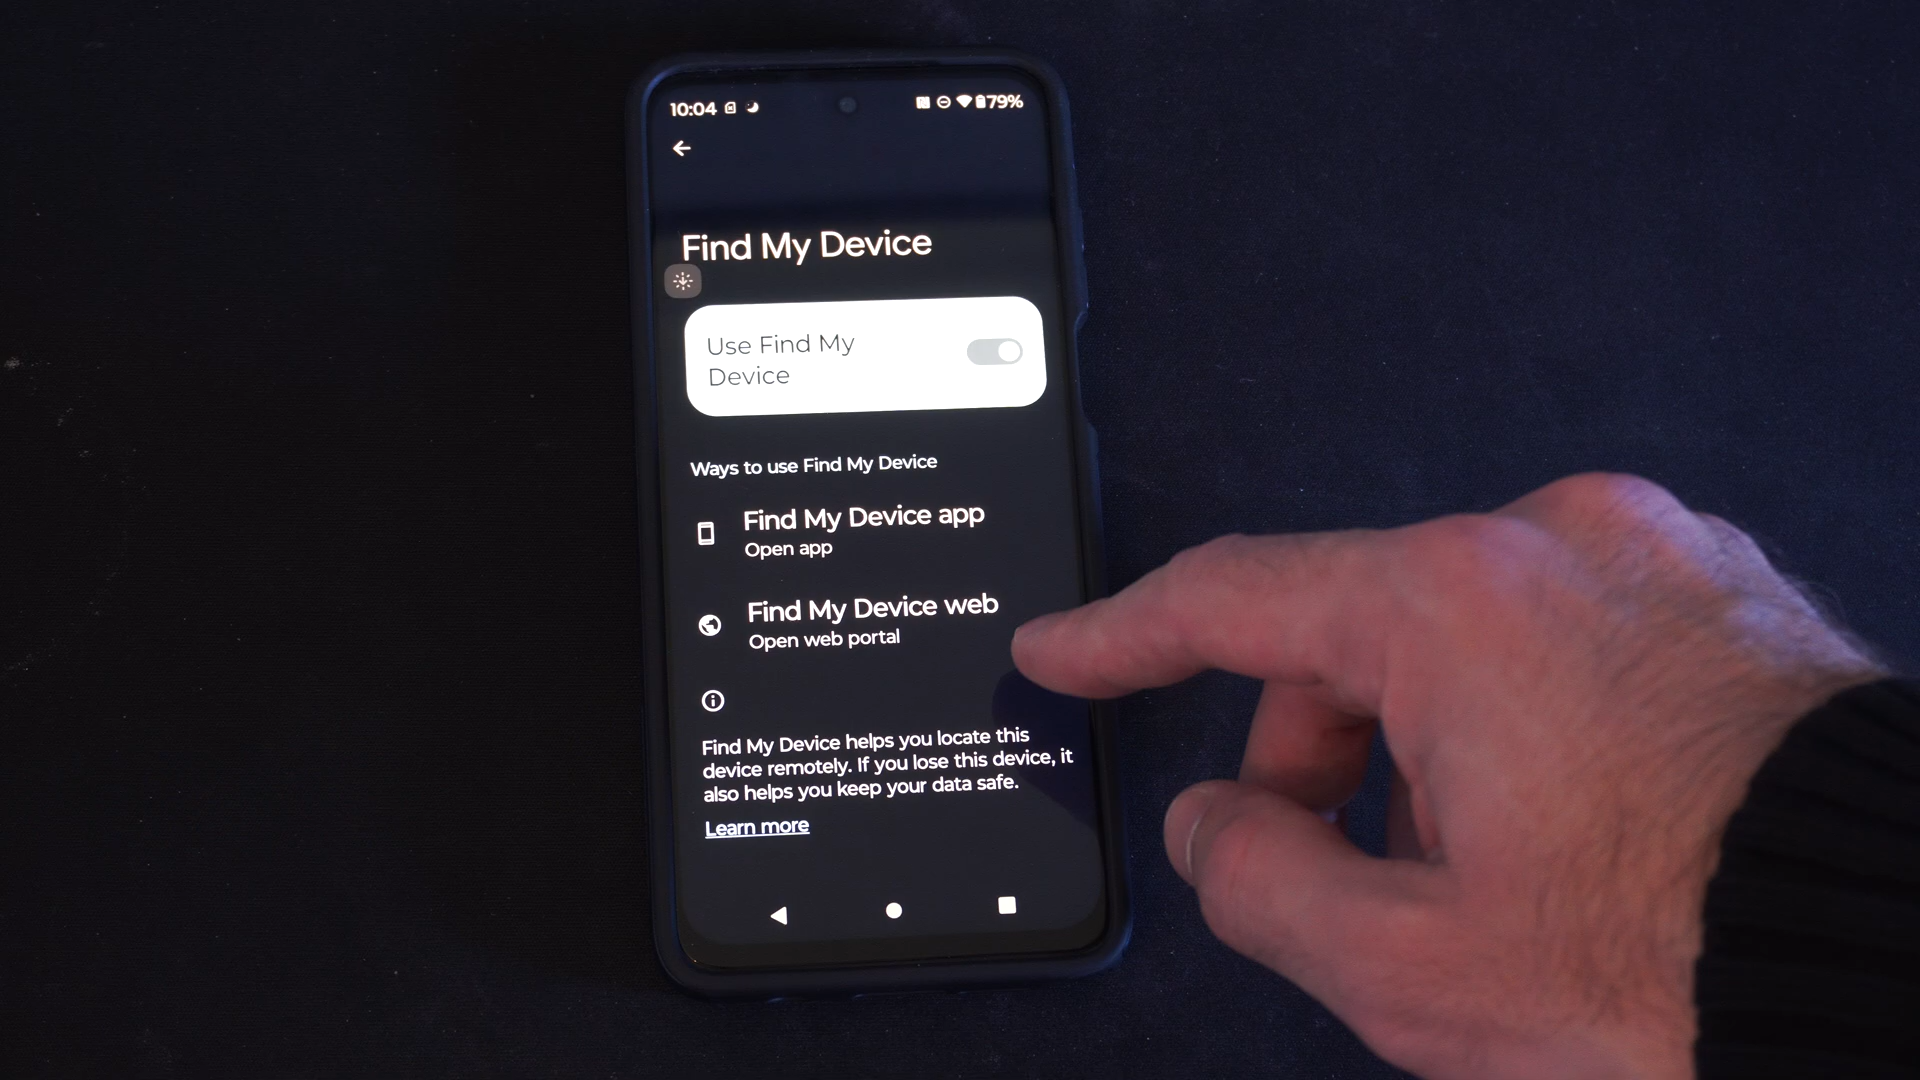 10:04 79%
Find My Device
Use Find My
Device
Ways to use Find My Device
Find My Device app
Open app
Find My Device web
Open web portal
Find My Device helps you locate this
device remotely. If you lose this device, it
also helps you keep your data safe.
Learn more